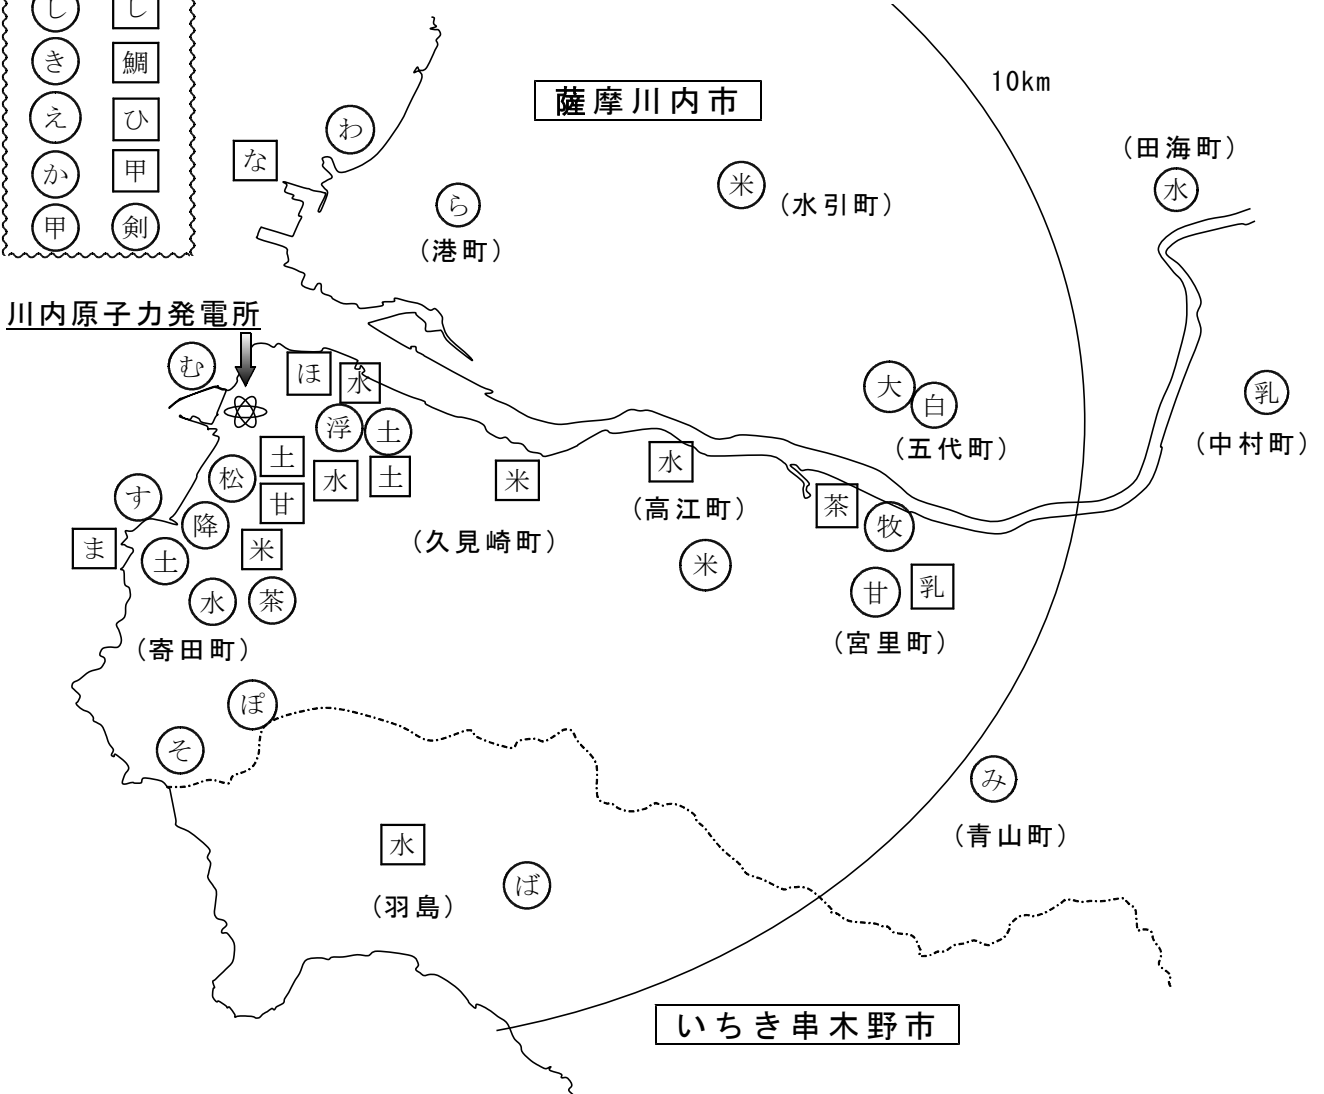 じ し
き 鯛
え ひ
か 甲
甲 剣
10km
薩摩川内市
わ
な
(田海町)
水
米
(水引町)
ら
(港町)
川内原子力発電所
む
ほ
水
大
白
(五代町)
乳
(中村町)
浮
土
土
松
水
土
米
水
(高江町)
甘
茶
牧
す
降
ま
土
米
(久見崎町)
米
甘
乳
(宮里町)
水
茶
(寄田町)
ぽ
そ
み
(青山町)
水
(羽島)
ば
いちき串木野市